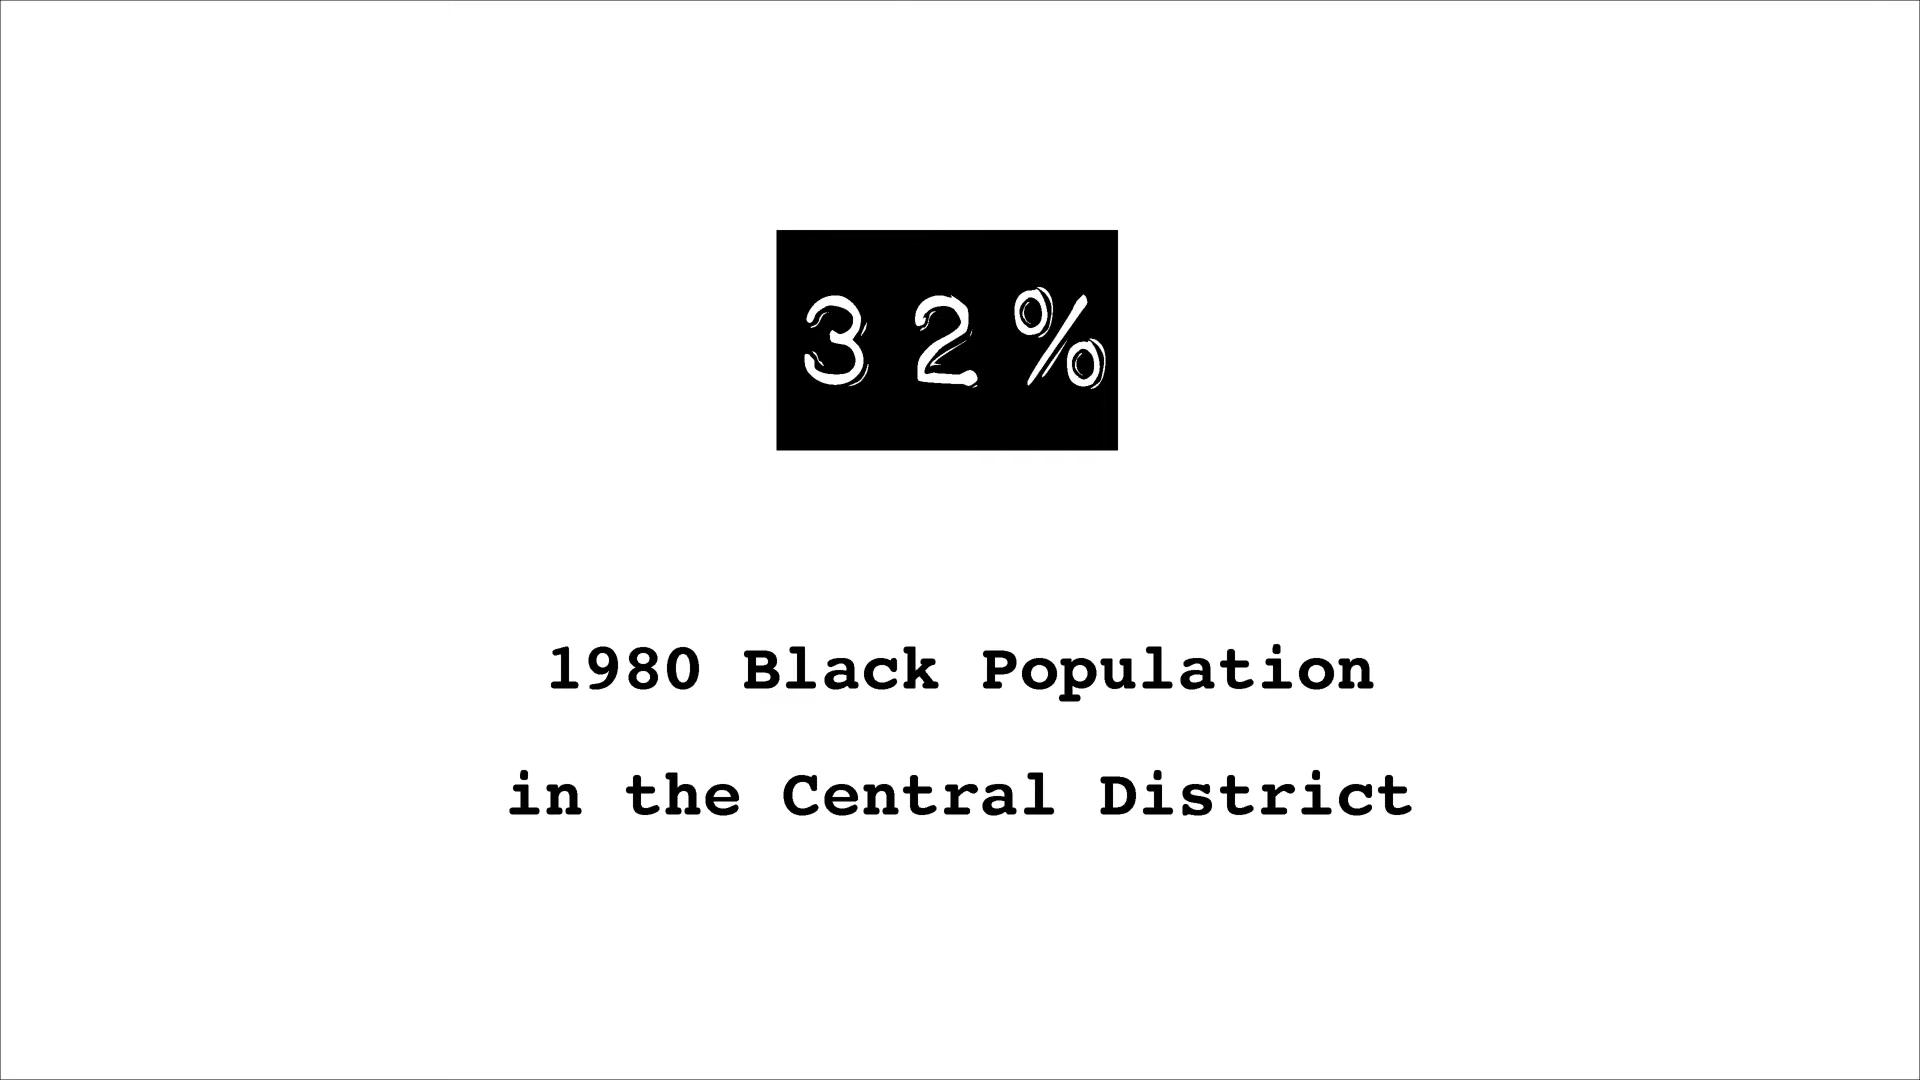 32%
1980 Black Population
in the Central District